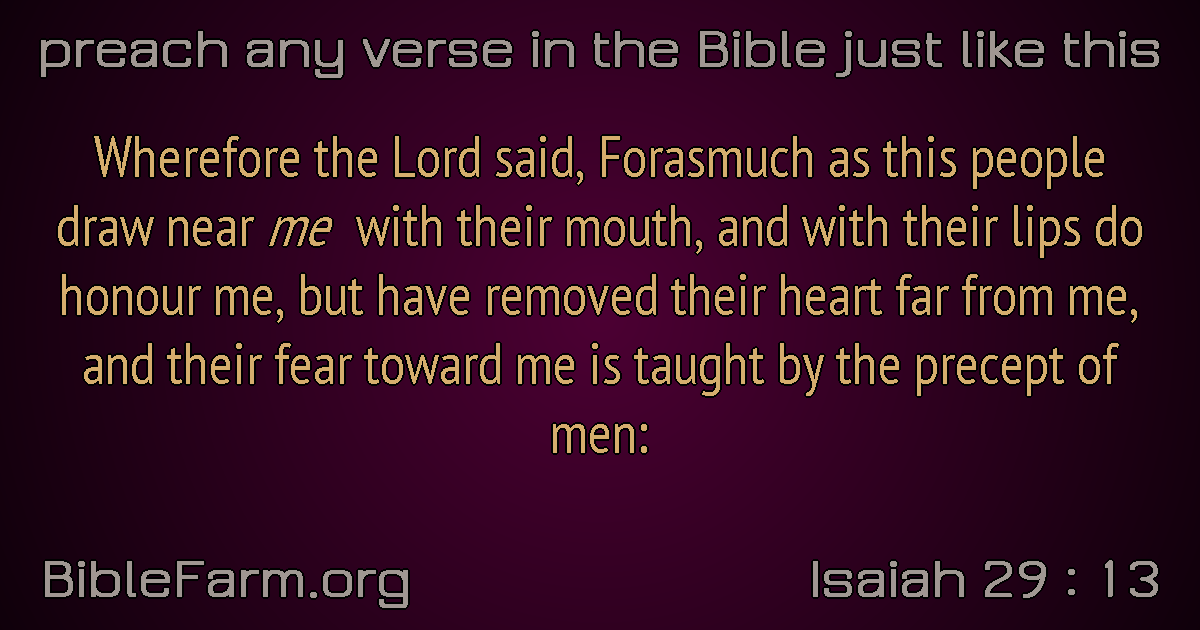 preach any verse in the Bible just like this
Wherefore the Lord said, Forasmuch as this people
draw near me with their mouth, and with their lips do
honour me, but have removed their heart far from me,
and their fear toward me is taught by the precept of
men:
BibleFarm.org
Isaiah 29 : 13